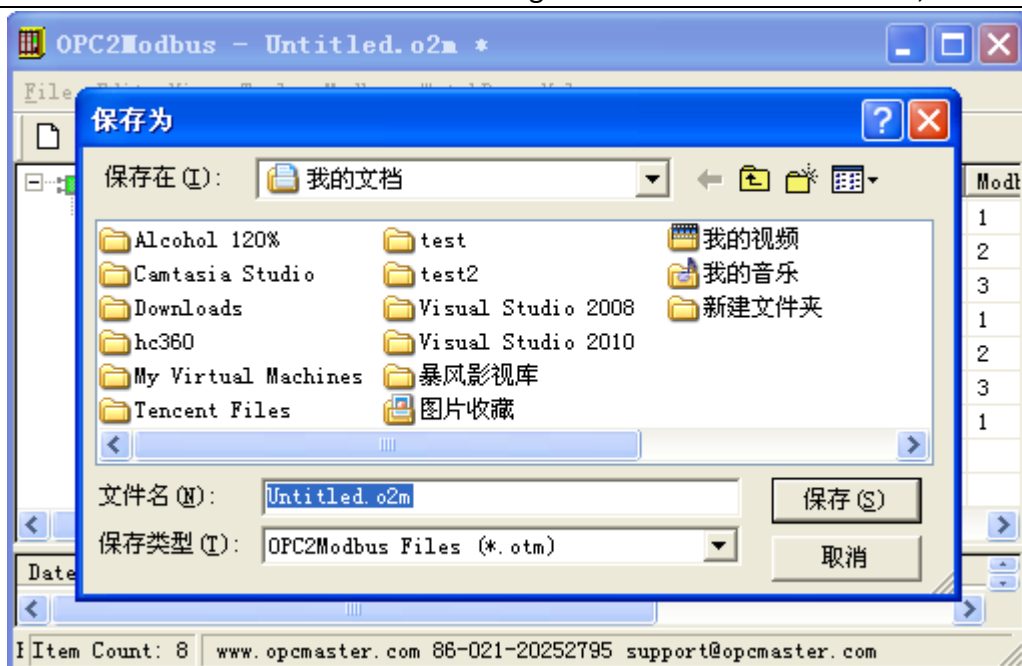 OPC2Modbus - Untitled.o2m *
File
保存为
保存在(I): 我的文档
Alcohol 120% test 我的视频
Camtasia Studio test2 我的音乐
Downloads Visual Studio 2008 新建文件夹
hc360 Visual Studio 2010
My Virtual Machines 暴风影视库
Tencent Files 图片收藏
文件名(N): Untitled.o2m 保存(S)
保存类型(T): OPC2Modbus Files (*.otm) 取消
1
2
3
1
2
3
1
Date
Item Count: 8 www.opcmaster.com 86-021-20252795 support@opcmaster.com